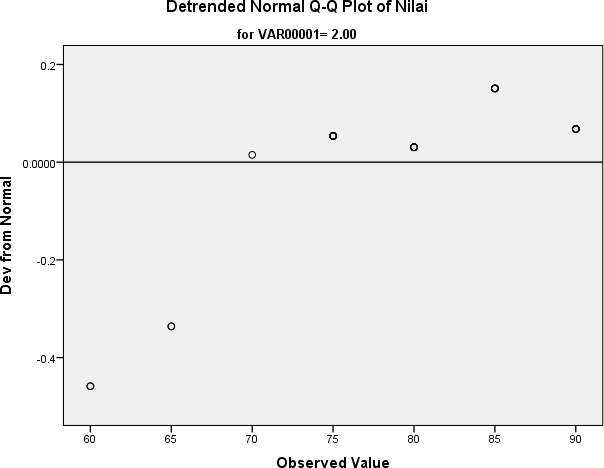 Detrended Normal Q-Q Plot of Nilai
for VAR00001= 2.00
0.2
0.0000
-0.2
-0.4
Dev from Normal
60 65 70 75 80 85 90
Observed Value